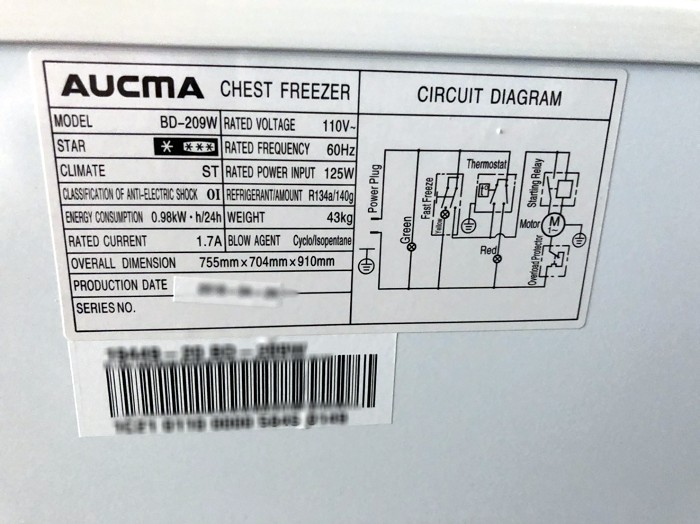 AUCMA CHEST FREEZER
MODEL BD-209W RATED VOLTAGE 110V~
STAR * *** RATED FREQUENCY 60Hz
CLIMATE ST RATED POWER INPUT 125W
CLASSIFICATION OF ANTI-ELECTRIC SHOCK 0I REFRIGERANT/AMOUNT R134a/140g
ENERGY CONSUMPTION 0.98kW·h/24h WEIGHT 43kg
RATED CURRENT 1.7A BLOW AGENT Cyclo/Isopentane
OVERALL DIMENSION 755mm×704mm×910mm
PRODUCTION DATE
SERIES NO.
CIRCUIT DIAGRAM
Power Plug
Green
Fast Freeze
Yellow
Thermostat
Red
Starting Relay
Motor
M
1~
Overload Protector